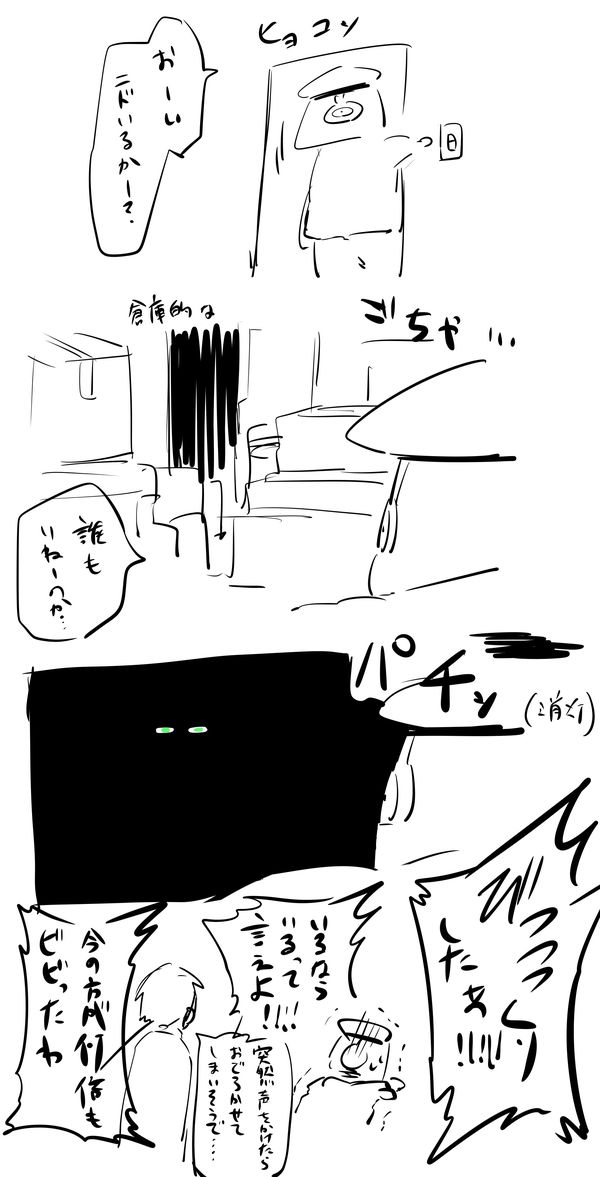 ヒョコッ
おーい
ニドいるかー?
倉庫的な
ごちゃ…
誰も
いねーのか…
パチッ
(消灯)
びっっっくり
したあ!!!!!
いるなら
いるって
言えよ!!!!
突然声をかけたら
おどろかせて
しまいそうで……
今の方が何倍も
ビビったわ